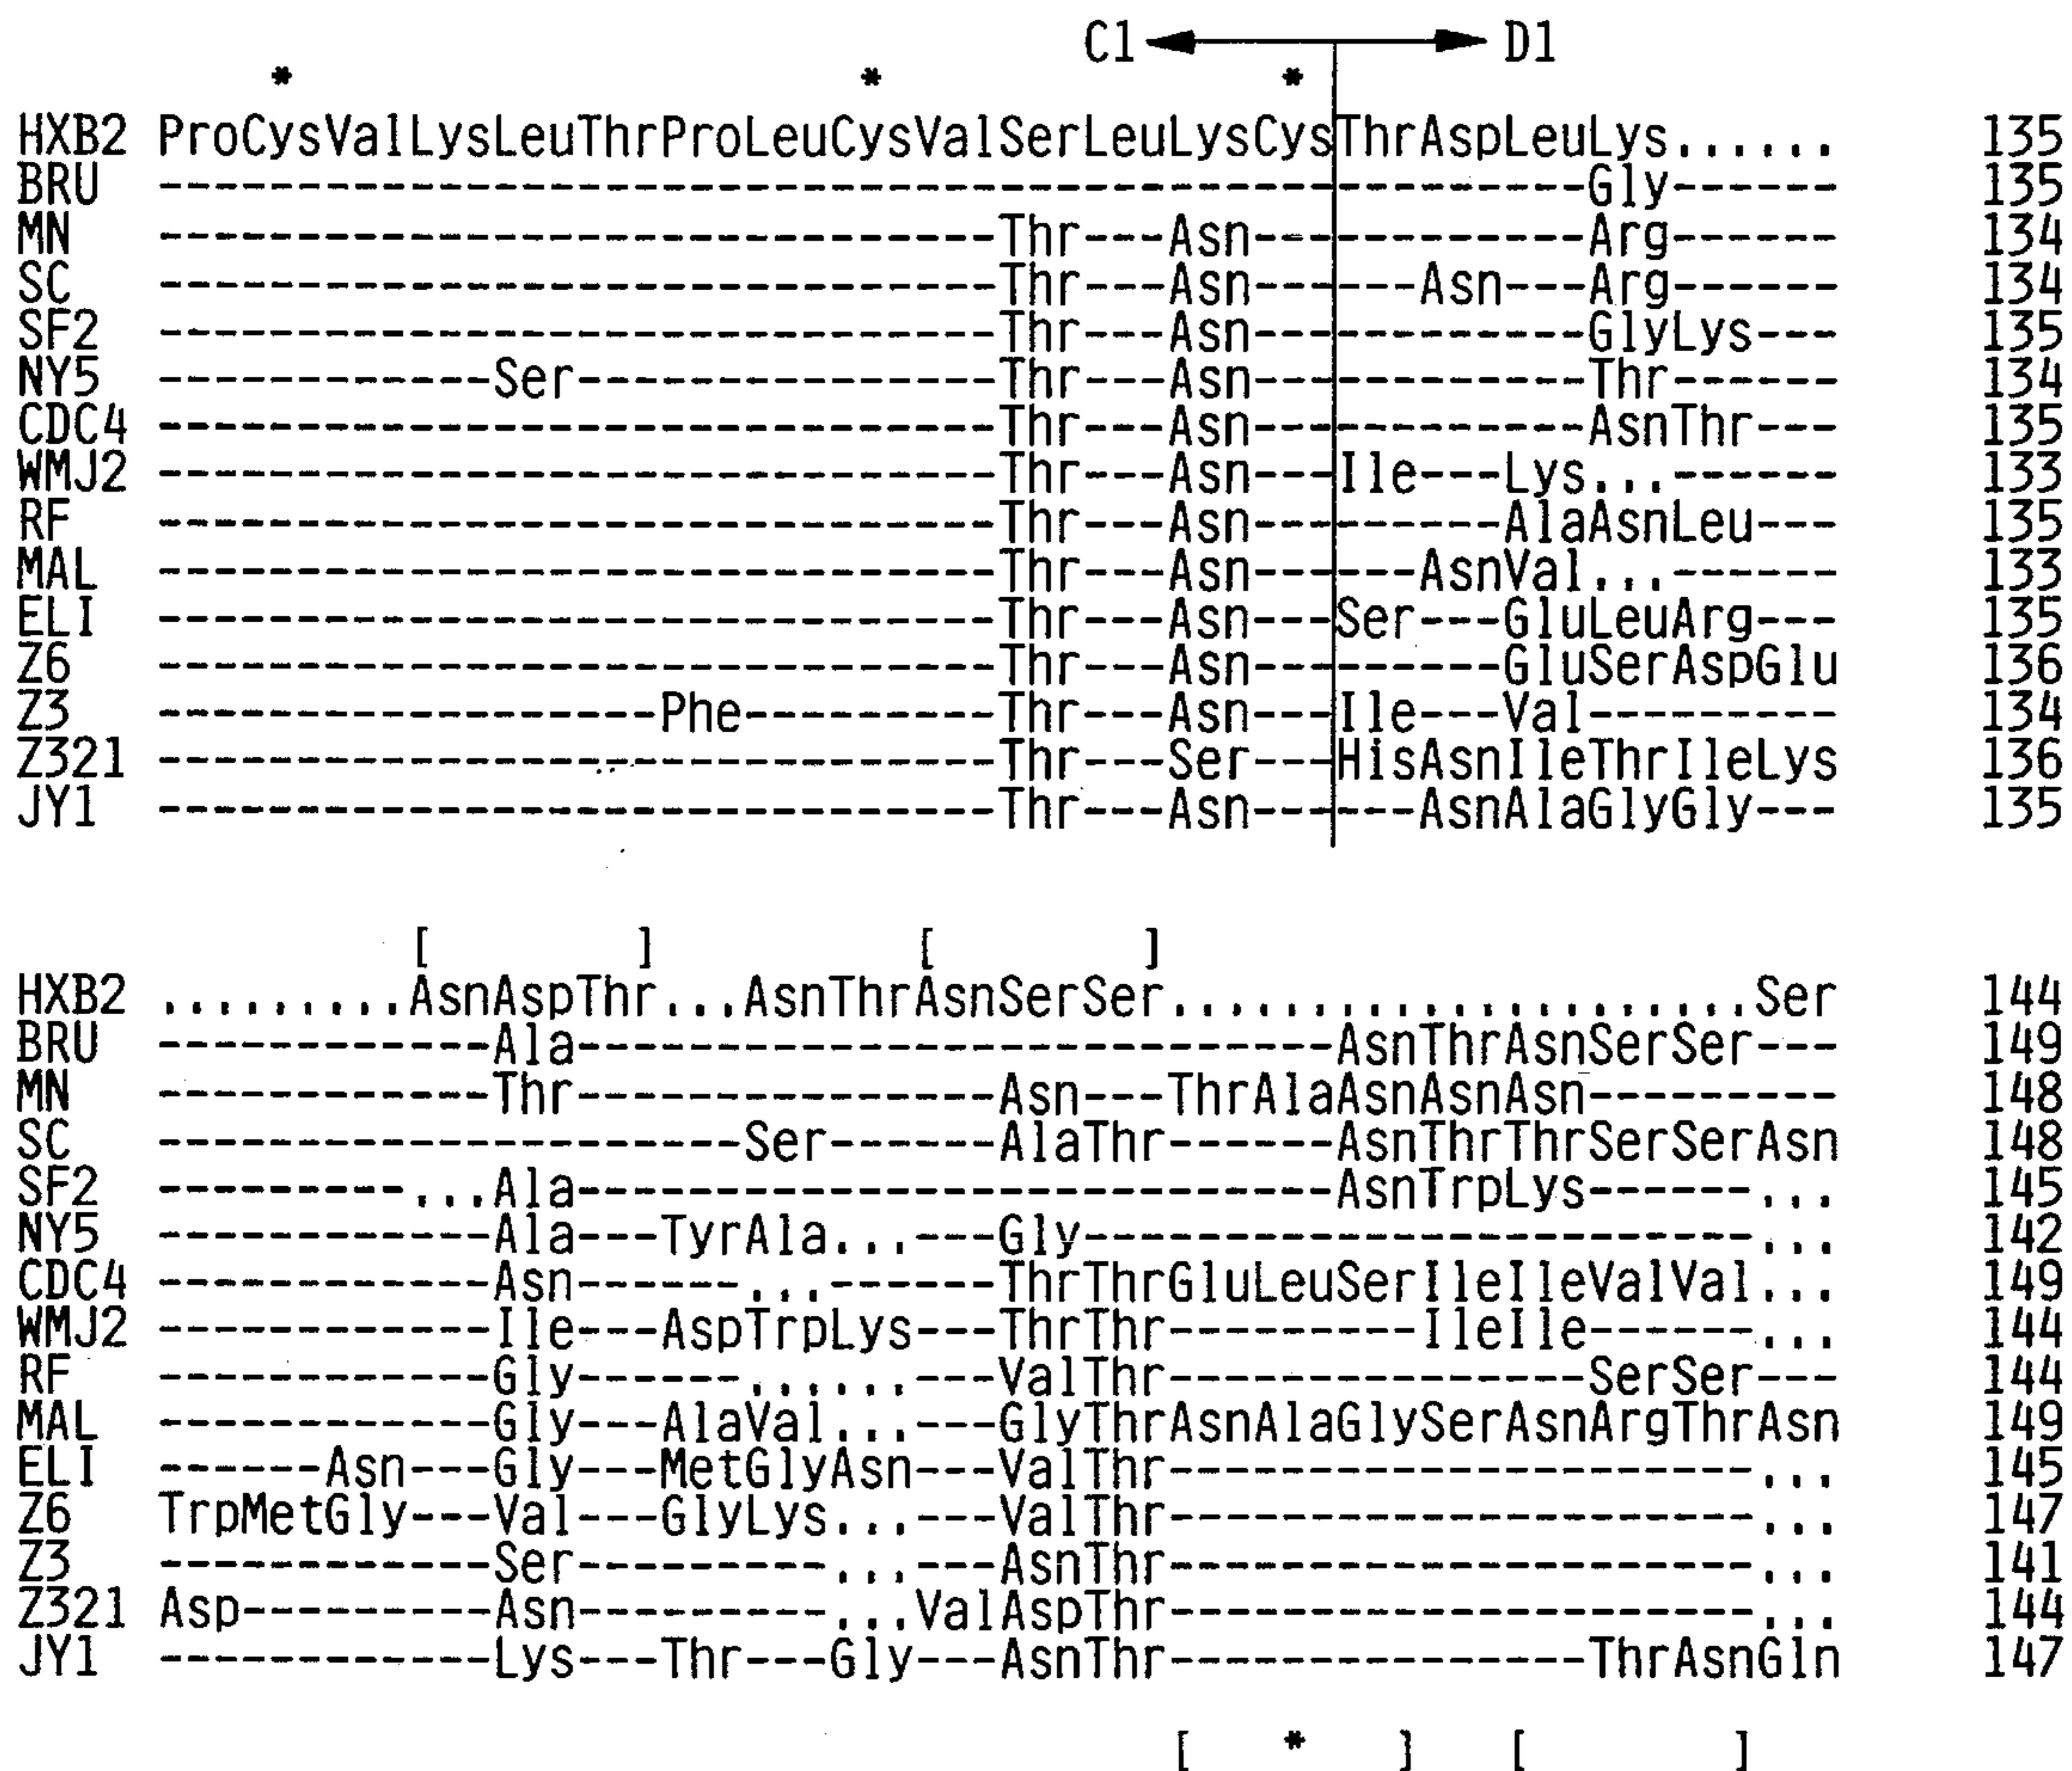 C1 D1
* * *
HXB2 ProCysValLysLeuThrProLeuCysValSerLeuLysCysThrAspLeuLys...... 135
BRU ---------------------------------------------------Gly------ 135
MN ------------------------------Thr---Asn------------Arg------ 134
SC ------------------------------Thr---Asn------Asn---Arg------ 134
SF2 ------------------------------Thr---Asn------------GlyLys--- 135
NY5 ------------Ser---------------Thr---Asn------------Thr------ 134
CDC4 ------------------------------Thr---Asn------------AsnThr--- 135
WMJ2 ------------------------------Thr---Asn---Ile---Lys...------ 133
RF ------------------------------Thr---Asn---------AlaAsnLeu--- 135
MAL ------------------------------Thr---Asn------AsnVal...------ 133
ELI ------------------------------Thr---Asn---Ser---GluLeuArg--- 135
Z6 ------------------------------Thr---Asn---------GluSerAspGlu 136
Z3 ------------------Phe---------Thr---Asn---Ile---Val--------- 134
Z321 ------------------------------Thr---Ser---HisAsnIleThrIleLys 136
JY1 ------------------------------Thr---Asn------AsnAlaGlyGly--- 135
[ ] [ ]
HXB2 .........AsnAspThr...AsnThrAsnSerSer.....................Ser 144
BRU ------------Ala---------------------------AsnThrAsnSerSer--- 149
MN ------------Thr---------------Asn---ThrAlaAsnAsnAsn--------- 148
SC ---------------------Ser------AlaThr------AsnThrThrSerSerAsn 148
SF2 ---------...Ala---------------------------AsnTrpLys------... 145
NY5 ------------Ala---TyrAla...---Gly------------------------... 142
CDC4 ------------Asn------...------ThrThrGluLeuSerIleIleValVal... 149
WMJ2 ------------Ile---AspTrpLys---ThrThr---------IleIle------... 144
RF ------------Gly------......---ValThr---------------SerSer--- 144
MAL ------------Gly---AlaVal...---GlyThrAsnAlaGlySerAsnArgThrAsn 149
ELI ------Asn---Gly---MetGlyAsn---ValThr---------------------... 145
Z6 TrpMetGly---Val---GlyLys...---ValThr---------------------... 147
Z3 ------------Ser---------...---AsnThr---------------------... 141
Z321 Asp---------Asn---------...ValAspThr---------------------... 144
JY1 ------------Lys---Thr---Gly---AsnThr---------------ThrAsnGln 147
[ * ] [ ]